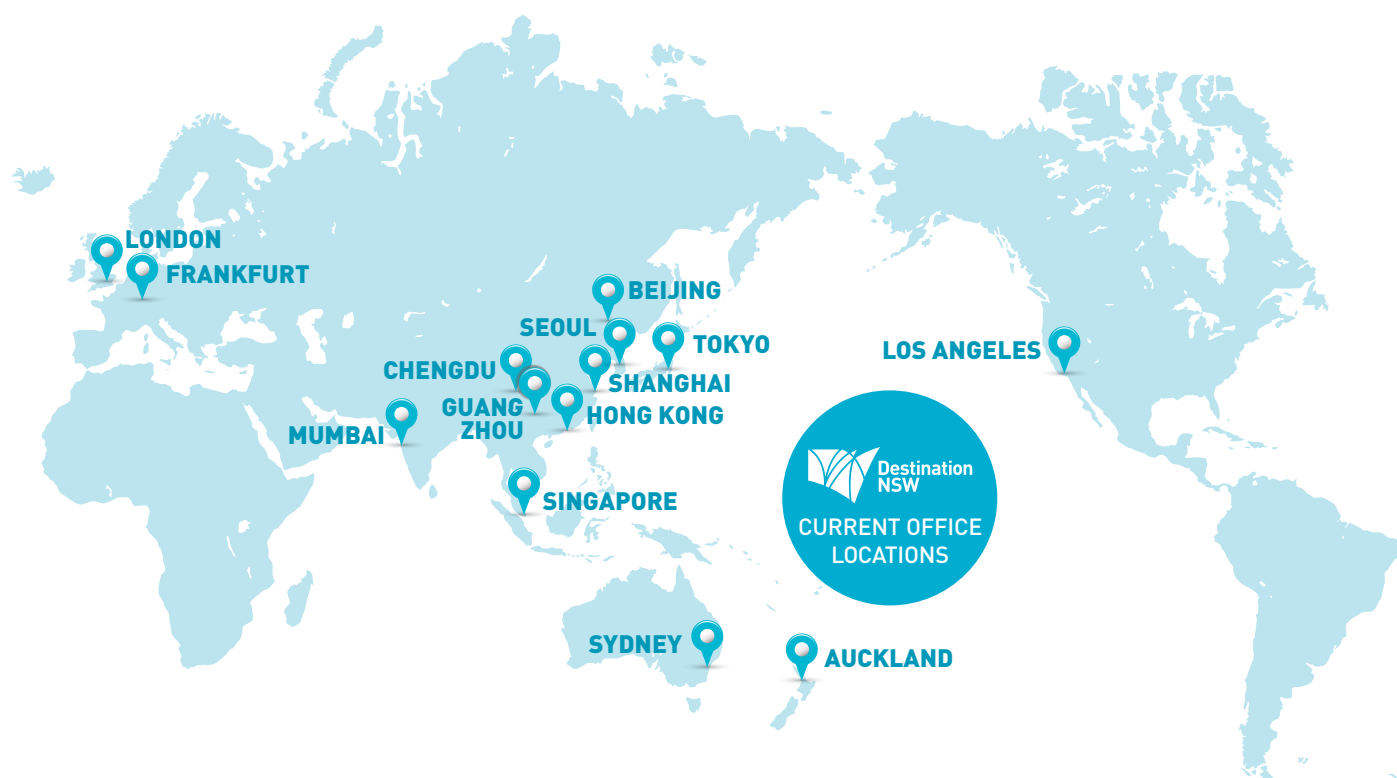 LONDON
FRANKFURT
BEIJING
SEOUL
TOKYO
LOS ANGELES
CHENGDU
SHANGHAI
GUANG
ZHOU
HONG KONG
MUMBAI
Destination
NSW
SINGAPORE
CURRENT OFFICE
LOCATIONS
SYDNEY
AUCKLAND